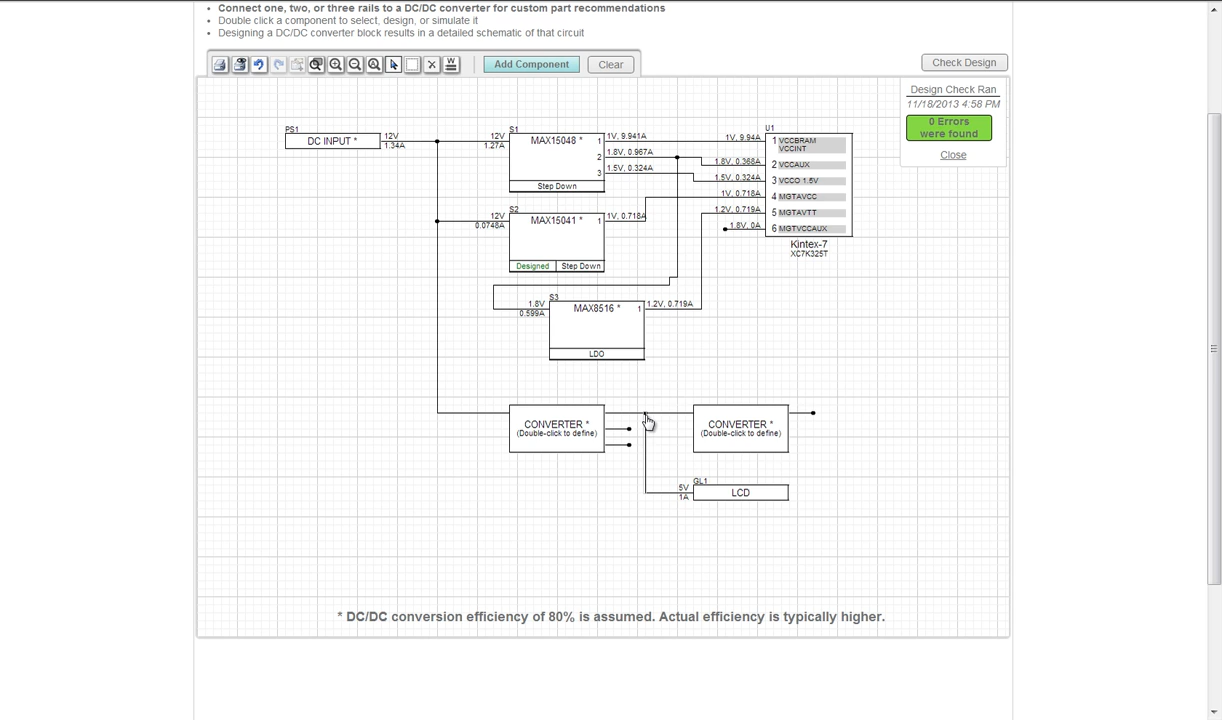 • Connect one, two, or three rails to a DC/DC converter for custom part recommendations
• Double click a component to select, design, or simulate it
• Designing a DC/DC converter block results in a detailed schematic of that circuit
W
Add Component
Clear
Check Design
Design Check Ran
11/18/2013 4:58 PM
0 Errors
were found
Close
PS1
DC INPUT *
12V
1.34A
12V
1.27A
S1
MAX15048 *
1
2
3
Step Down
1V, 9.941A
1.8V, 0.967A
1.5V, 0.324A
12V
0.0748A
S2
MAX15041 *
1
Designed
Step Down
1V, 0.718A
1.8V
0.599A
S3
MAX8516 *
1
LDO
1.2V, 0.719A
U1
1V, 9.94A
1 VCCBRAM
VCCINT
1.8V, 0.368A
2 VCCAUX
1.5V, 0.324A
3 VCCO 1.5V
1V, 0.718A
4 MGTAVCC
1.2V, 0.719A
5 MGTAVTT
1.8V, 0A
6 MGTVCCAUX
Kintex-7
XC7K325T
CONVERTER *
(Double-click to define)
CONVERTER *
(Double-click to define)
5V
1A
GL1
LCD
* DC/DC conversion efficiency of 80% is assumed. Actual efficiency is typically higher.